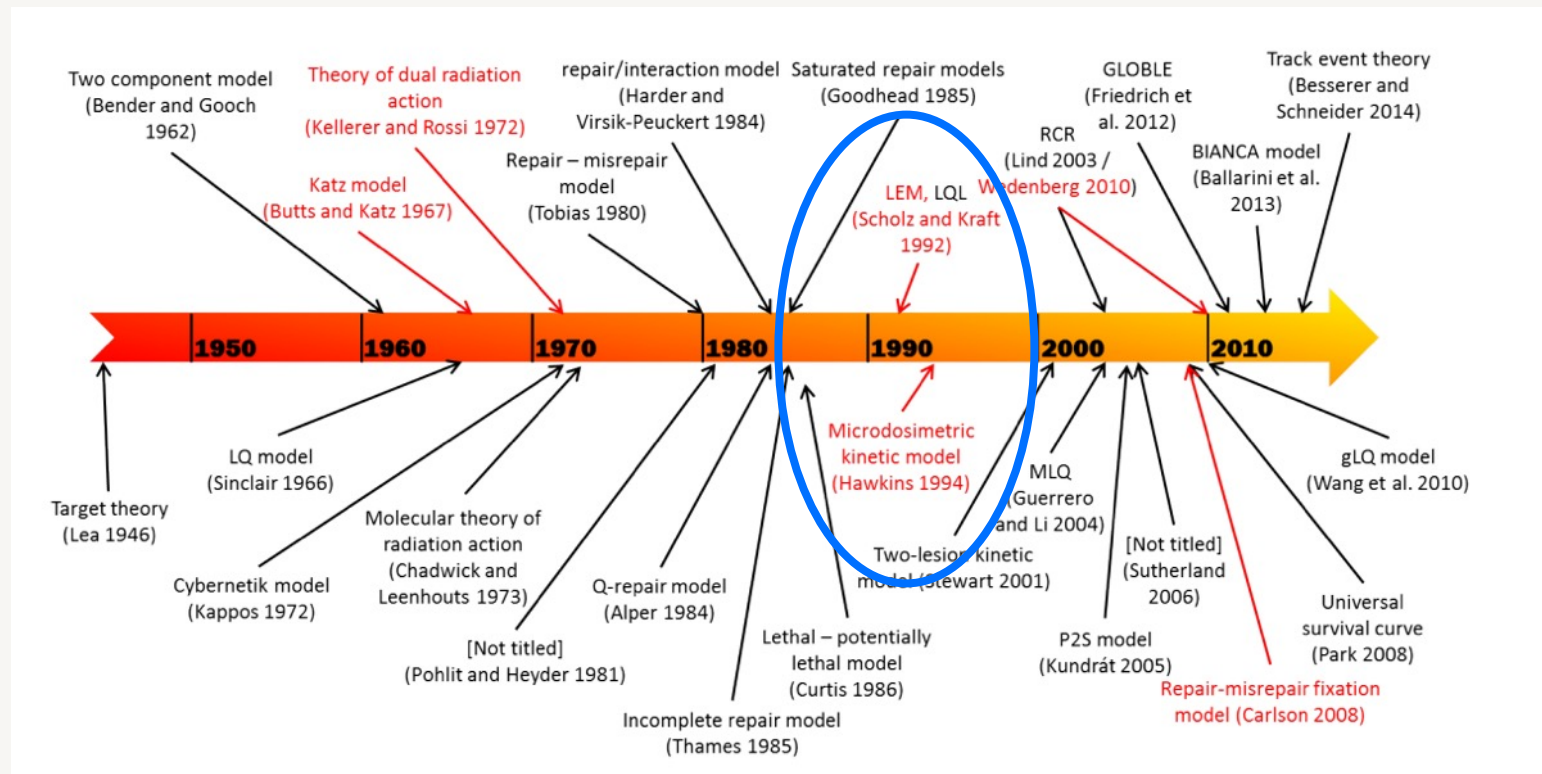 Two component model
(Bender and Gooch
1962)
Theory of dual radiation
action
(Kellerer and Rossi 1972)
Katz model
(Butts and Katz 1967)
repair/interaction model
(Harder and
Virsik-Peuckert 1984)
Repair – misrepair
model
(Tobias 1980)
Saturated repair models
(Goodhead 1985)
LEM, LQL
(Scholz and Kraft
1992)
RCR
(Lind 2003 /
Wedenberg 2010)
GLOBLE
(Friedrich et
al. 2012)
BIANCA model
(Ballarini et al.
2013)
Track event theory
(Besserer and
Schneider 2014)
1950
1960
1970
1980
1990
2000
2010
Target theory
(Lea 1946)
LQ model
(Sinclair 1966)
Cybernetik model
(Kappos 1972)
Molecular theory of
radiation action
(Chadwick and
Leenhouts 1973)
[Not titled]
(Pohlit and Heyder 1981)
Q-repair model
(Alper 1984)
Incomplete repair model
(Thames 1985)
Lethal – potentially
lethal model
(Curtis 1986)
Microdosimetric
kinetic model
(Hawkins 1994)
Two-lesion kinetic
model (Stewart 2001)
MLQ
(Guerrero
and Li 2004)
P2S model
(Kundrát 2005)
[Not titled]
(Sutherland
2006)
Repair-misrepair fixation
model (Carlson 2008)
Universal
survival curve
(Park 2008)
gLQ model
(Wang et al. 2010)